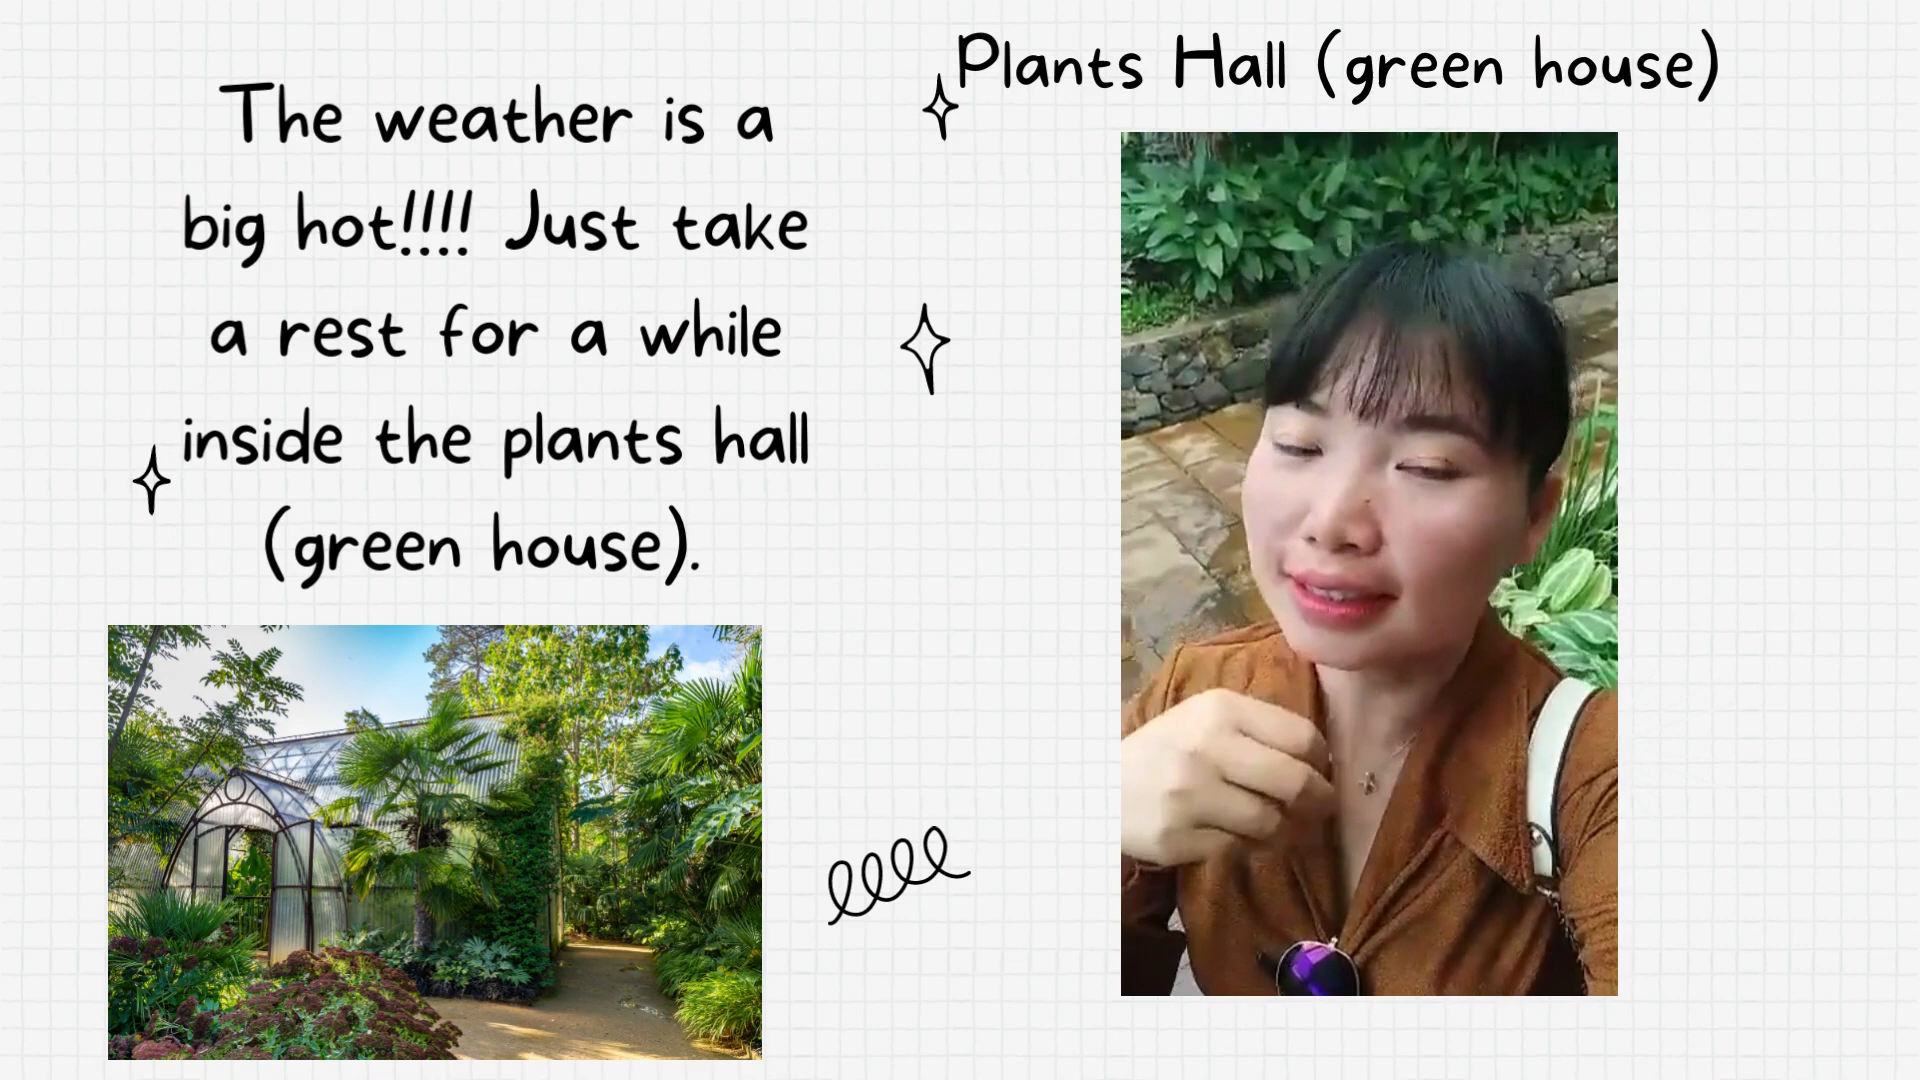 The weather is a
big hot!!!! Just take
a rest for a while
inside the plants hall
(green house).
Plants Hall (green house)